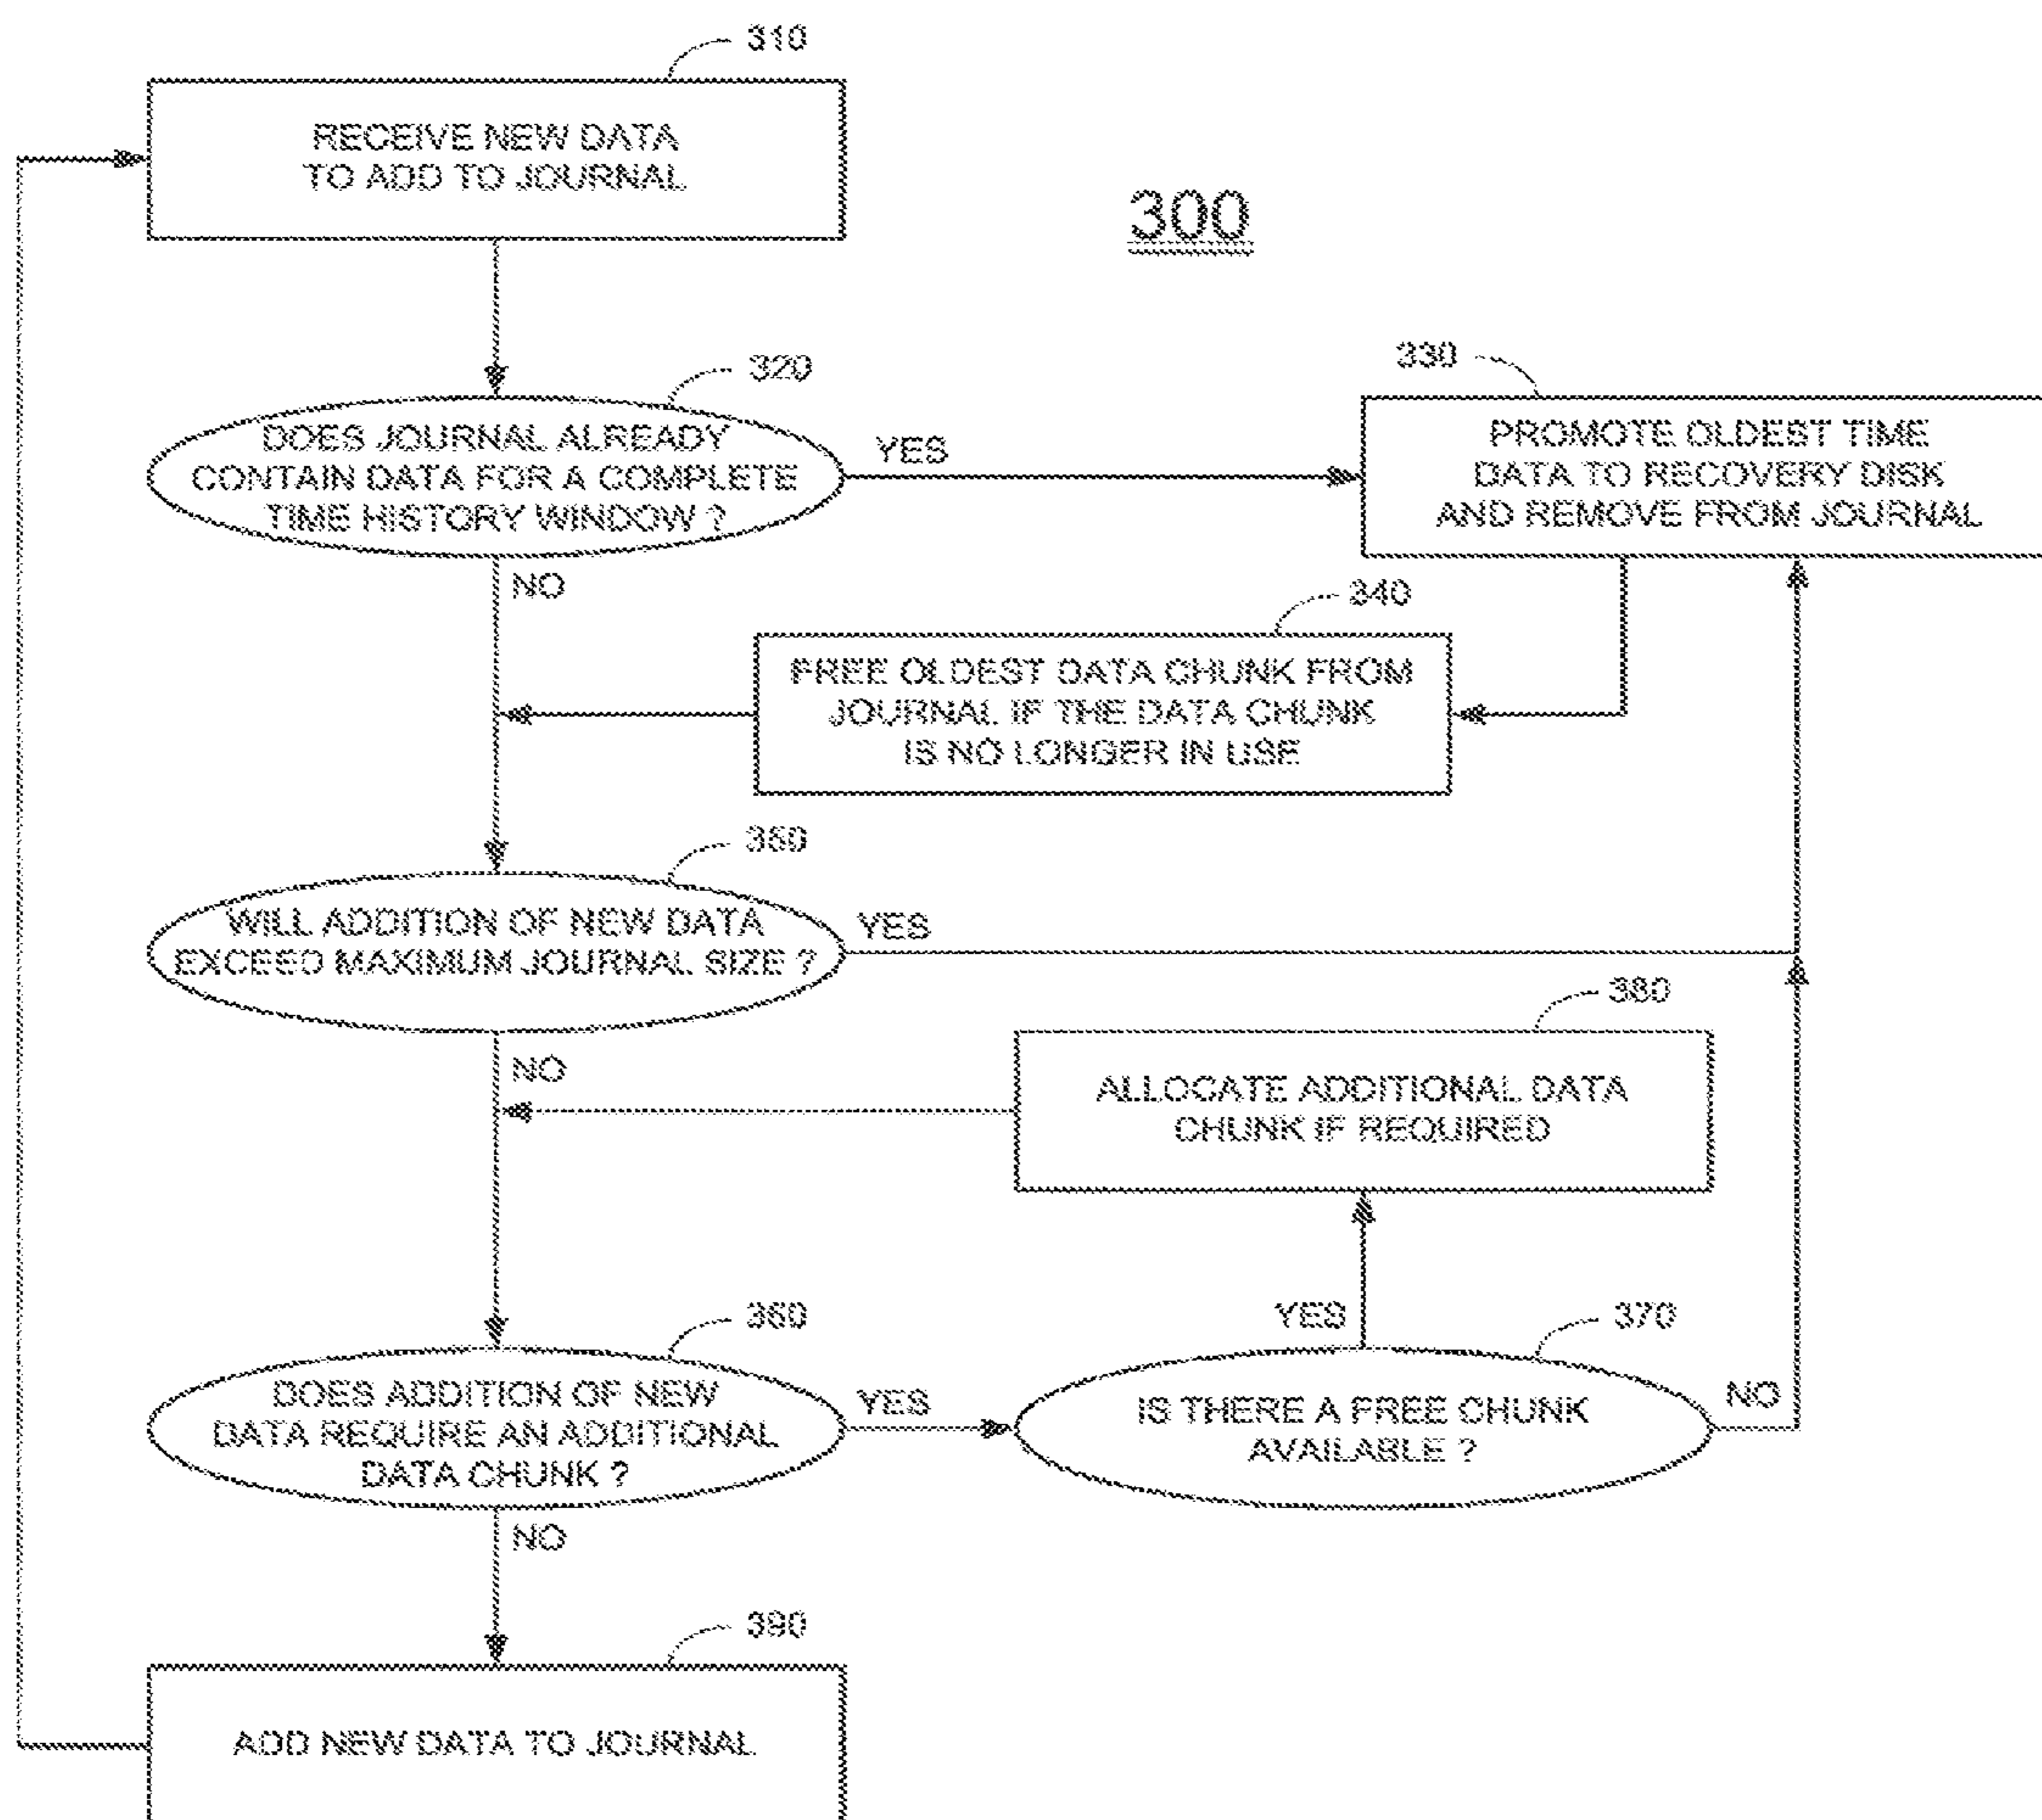 310
RECEIVE NEW DATA
TO ADD TO JOURNAL
300
320
DOES JOURNAL ALREADY
CONTAIN DATA FOR A COMPLETE
TIME HISTORY WINDOW ?
YES
NO
330
PROMOTE OLDEST TIME
DATA TO RECOVERY DISK
AND REMOVE FROM JOURNAL
340
FREE OLDEST DATA CHUNK FROM
JOURNAL IF THE DATA CHUNK
IS NO LONGER IN USE
350
WILL ADDITION OF NEW DATA
EXCEED MAXIMUM JOURNAL SIZE ?
YES
NO
380
ALLOCATE ADDITIONAL DATA
CHUNK IF REQUIRED
360
DOES ADDITION OF NEW
DATA REQUIRE AN ADDITIONAL
DATA CHUNK ?
YES
NO
YES
370
IS THERE A FREE CHUNK
AVAILABLE ?
NO
390
ADD NEW DATA TO JOURNAL